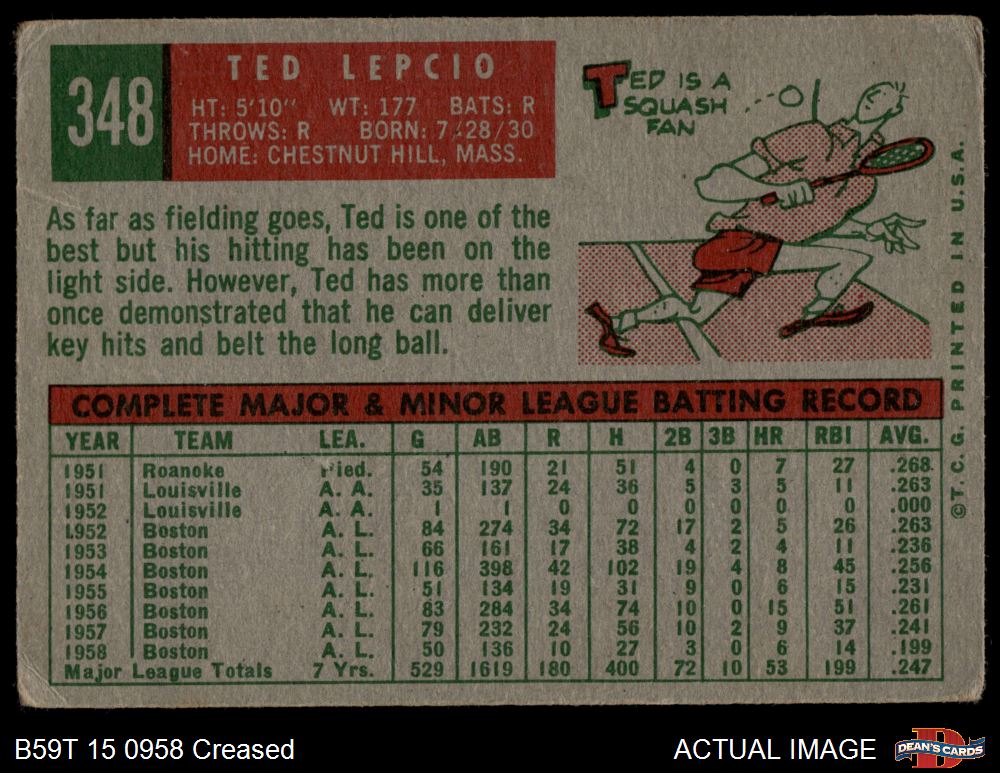 348
TED LEPCIO
HT: 5'10" WT: 177 BATS: R
THROWS: R BORN: 7/28/30
HOME: CHESTNUT HILL, MASS.
TED IS A
SQUASH
FAN
As far as fielding goes, Ted is one of the
best but his hitting has been on the
light side. However, Ted has more than
once demonstrated that he can deliver
key hits and belt the long ball.
COMPLETE MAJOR & MINOR LEAGUE BATTING RECORD
YEAR TEAM LEA. G AB R H 2B 3B HR RBI AVG.
1951 Roanoke Pied. 54 190 21 51 4 0 7 27 .268
1951 Louisville A. A. 35 137 24 36 5 3 5 11 .263
1952 Louisville A. A. 1 1 0 0 0 0 0 0 .000
1952 Boston A. L. 84 274 34 72 17 2 5 26 .263
1953 Boston A. L. 66 161 17 38 4 2 4 11 .236
1954 Boston A. L. 116 398 42 102 19 4 8 45 .256
1955 Boston A. L. 51 134 19 31 9 0 6 15 .231
1956 Boston A. L. 83 284 34 74 10 0 15 51 .261
1957 Boston A. L. 79 232 24 56 10 2 9 37 .241
1958 Boston A. L. 50 136 10 27 3 0 6 14 .199
Major League Totals 7 Yrs. 529 1619 180 400 72 10 53 199 .247
© T. C. G. PRINTED IN U.S.A.
B59T 15 0958 Creased
ACTUAL IMAGE
D
DEAN'S CARDS